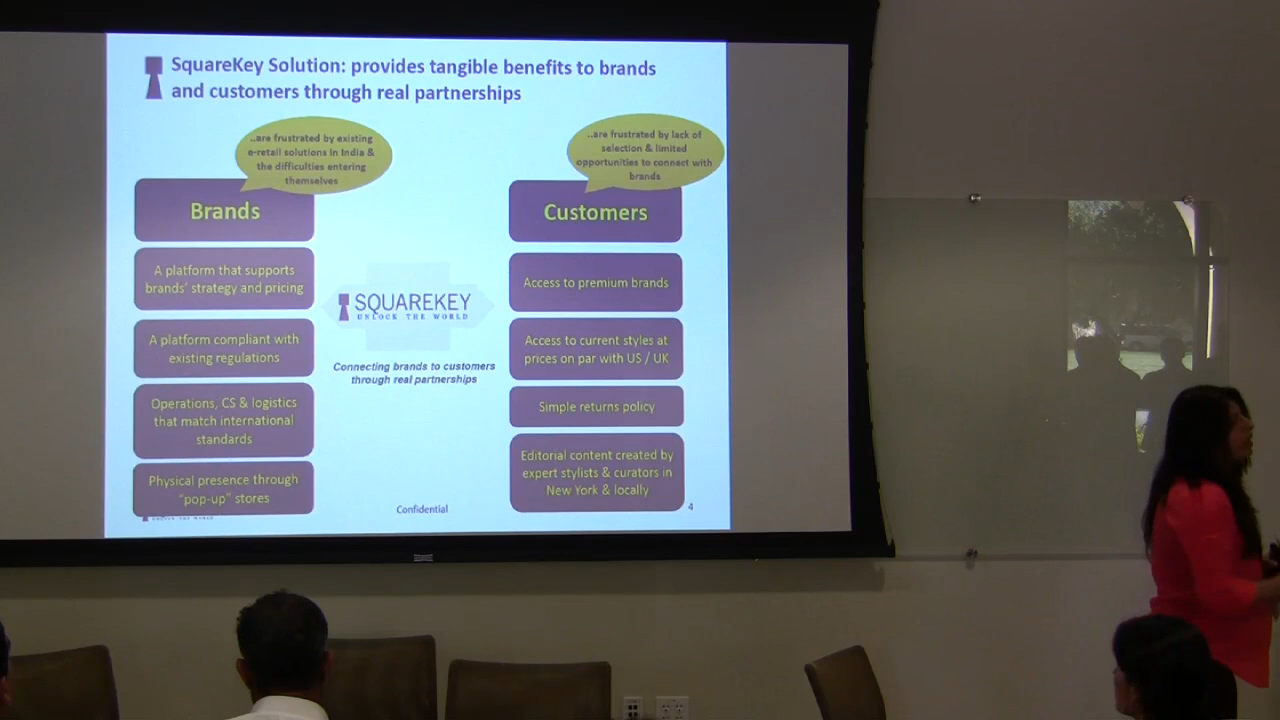 SquareKey Solution: provides tangible benefits to brands
and customers through real partnerships
..are frustrated by existing
e-retail solutions in India &
the difficulties entering
themselves
Brands
A platform that supports
brands' strategy and pricing
A platform compliant with
existing regulations
Operations, CS & logistics
that match international
standards
Physical presence through
"pop-up" stores
SQUAREKEY
UNLOCK THE WORLD
Connecting brands to customers
through real partnerships
..are frustrated by lack of
selection & limited
opportunities to connect with
brands
Customers
Access to premium brands
Access to current styles at
prices on par with US / UK
Simple returns policy
Editorial content created by
expert stylists & curators in
New York & locally
UNLOCK THE WORLD
Confidential
4